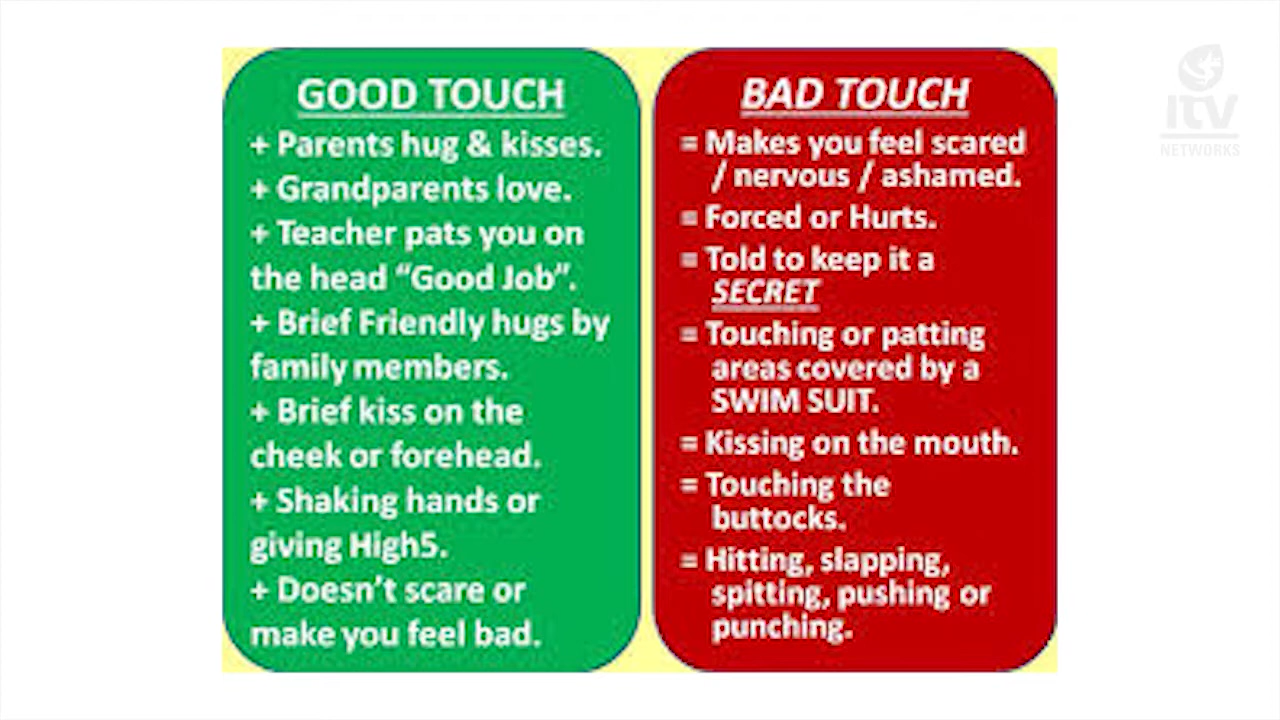 GOOD TOUCH
+ Parents hug & kisses.
+ Grandparents love.
+ Teacher pats you on
the head “Good Job”.
+ Brief Friendly hugs by
family members.
+ Brief kiss on the
cheek or forehead.
+ Shaking hands or
giving High5.
+ Doesn’t scare or
make you feel bad.
BAD TOUCH
= Makes you feel scared
/ nervous / ashamed.
= Forced or Hurts.
= Told to keep it a
SECRET
= Touching or patting
areas covered by a
SWIM SUIT.
= Kissing on the mouth.
= Touching the
buttocks.
= Hitting, slapping,
spitting, pushing or
punching.
iTV
NETWORKS